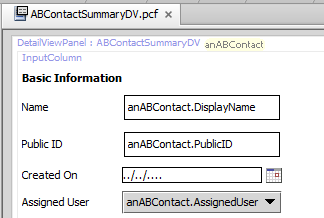 ABContactSummaryDV.pcf
DetailViewPanel : ABContactSummaryDV anABContact
InputColumn
Basic Information
Name anABContact.DisplayName
Public ID anABContact.PublicID
Created On ../../....
Assigned User anABContact.AssignedUser